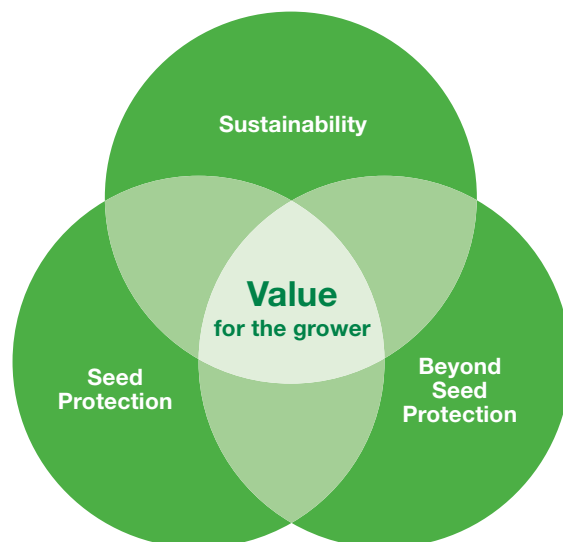 Sustainability
Value
for the grower
Seed
Protection
Beyond
Seed
Protection